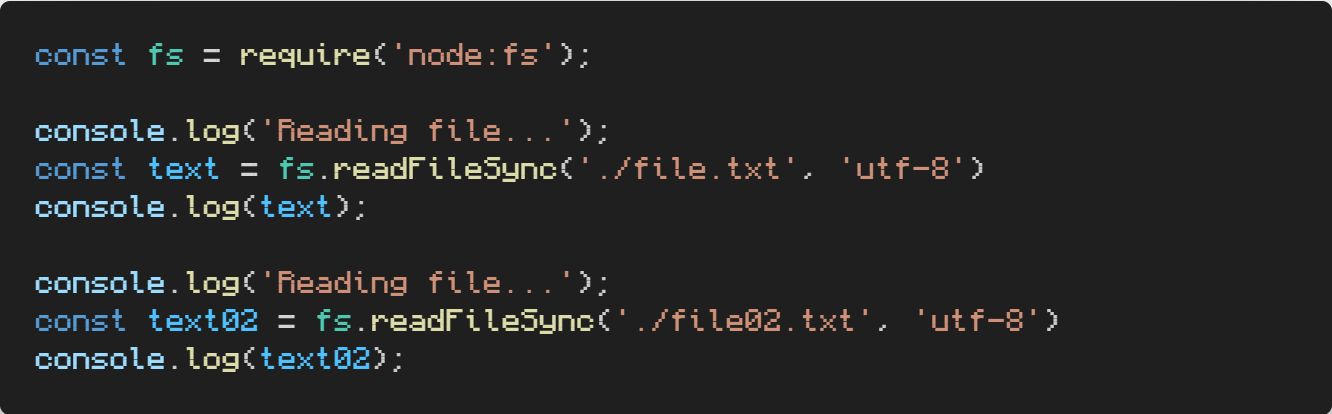 const fs = require('node:fs');
console.log('Reading file...');
const text = fs.readFileSync('./file.txt', 'utf-8')
console.log(text);
console.log('Reading file...');
const text02 = fs.readFileSync('./file02.txt', 'utf-8')
console.log(text02);